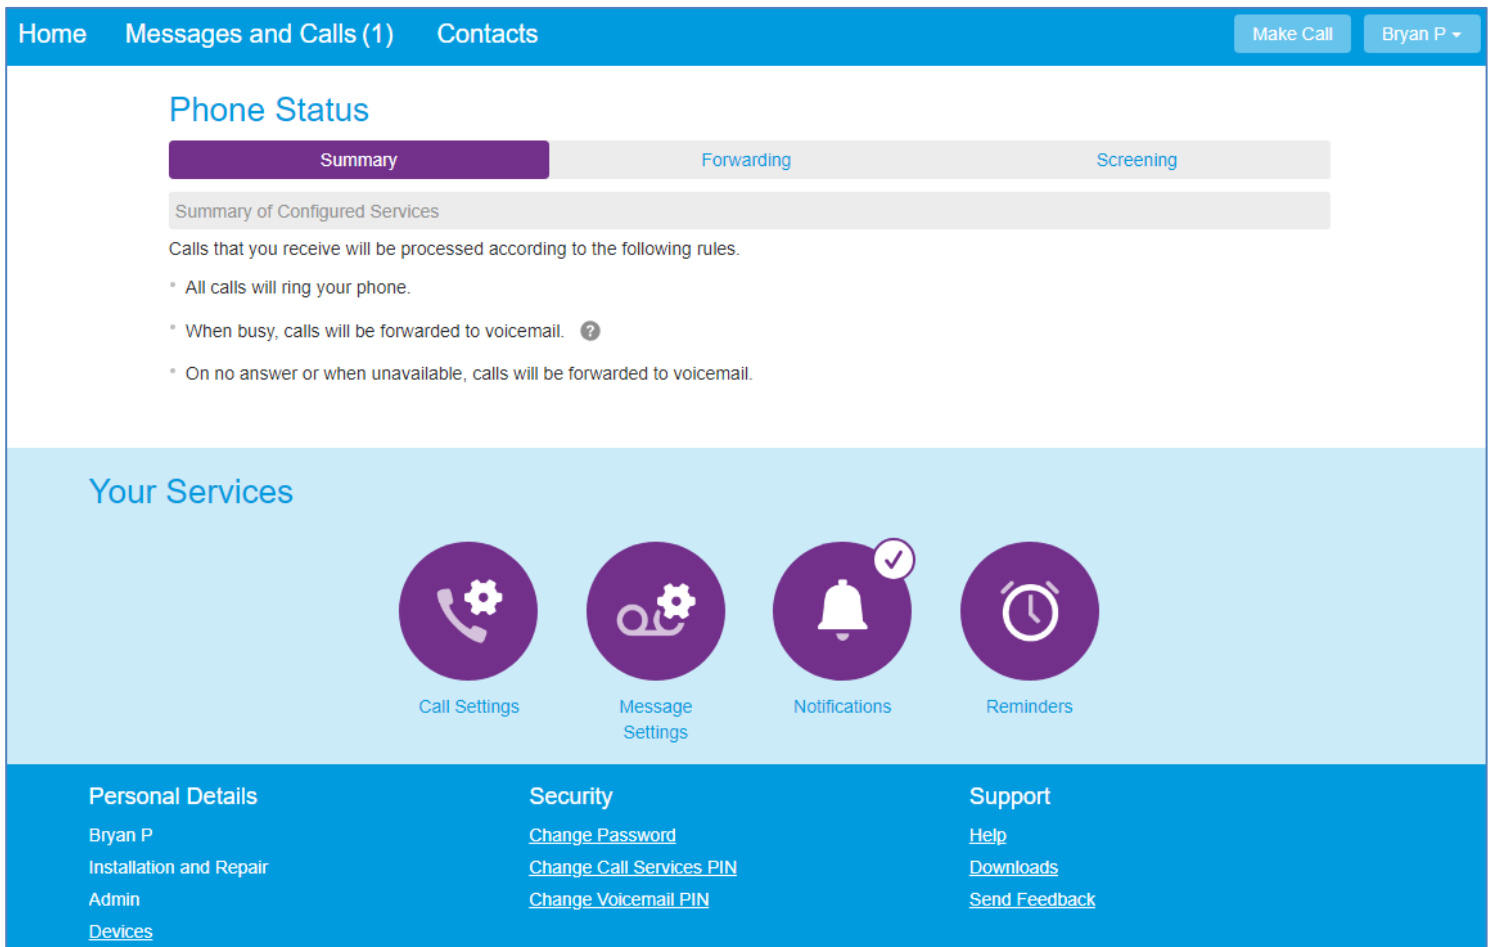 Home Messages and Calls (1) Contacts Make Call Bryan P
Phone Status
Summary Forwarding Screening
Summary of Configured Services
Calls that you receive will be processed according to the following rules.
All calls will ring your phone.
When busy, calls will be forwarded to voicemail. ?
On no answer or when unavailable, calls will be forwarded to voicemail.
Your Services
Call Settings
Message
Settings
Notifications
Reminders
Personal Details
Bryan P
Installation and Repair
Admin
Devices
Security
Change Password
Change Call Services PIN
Change Voicemail PIN
Support
Help
Downloads
Send Feedback